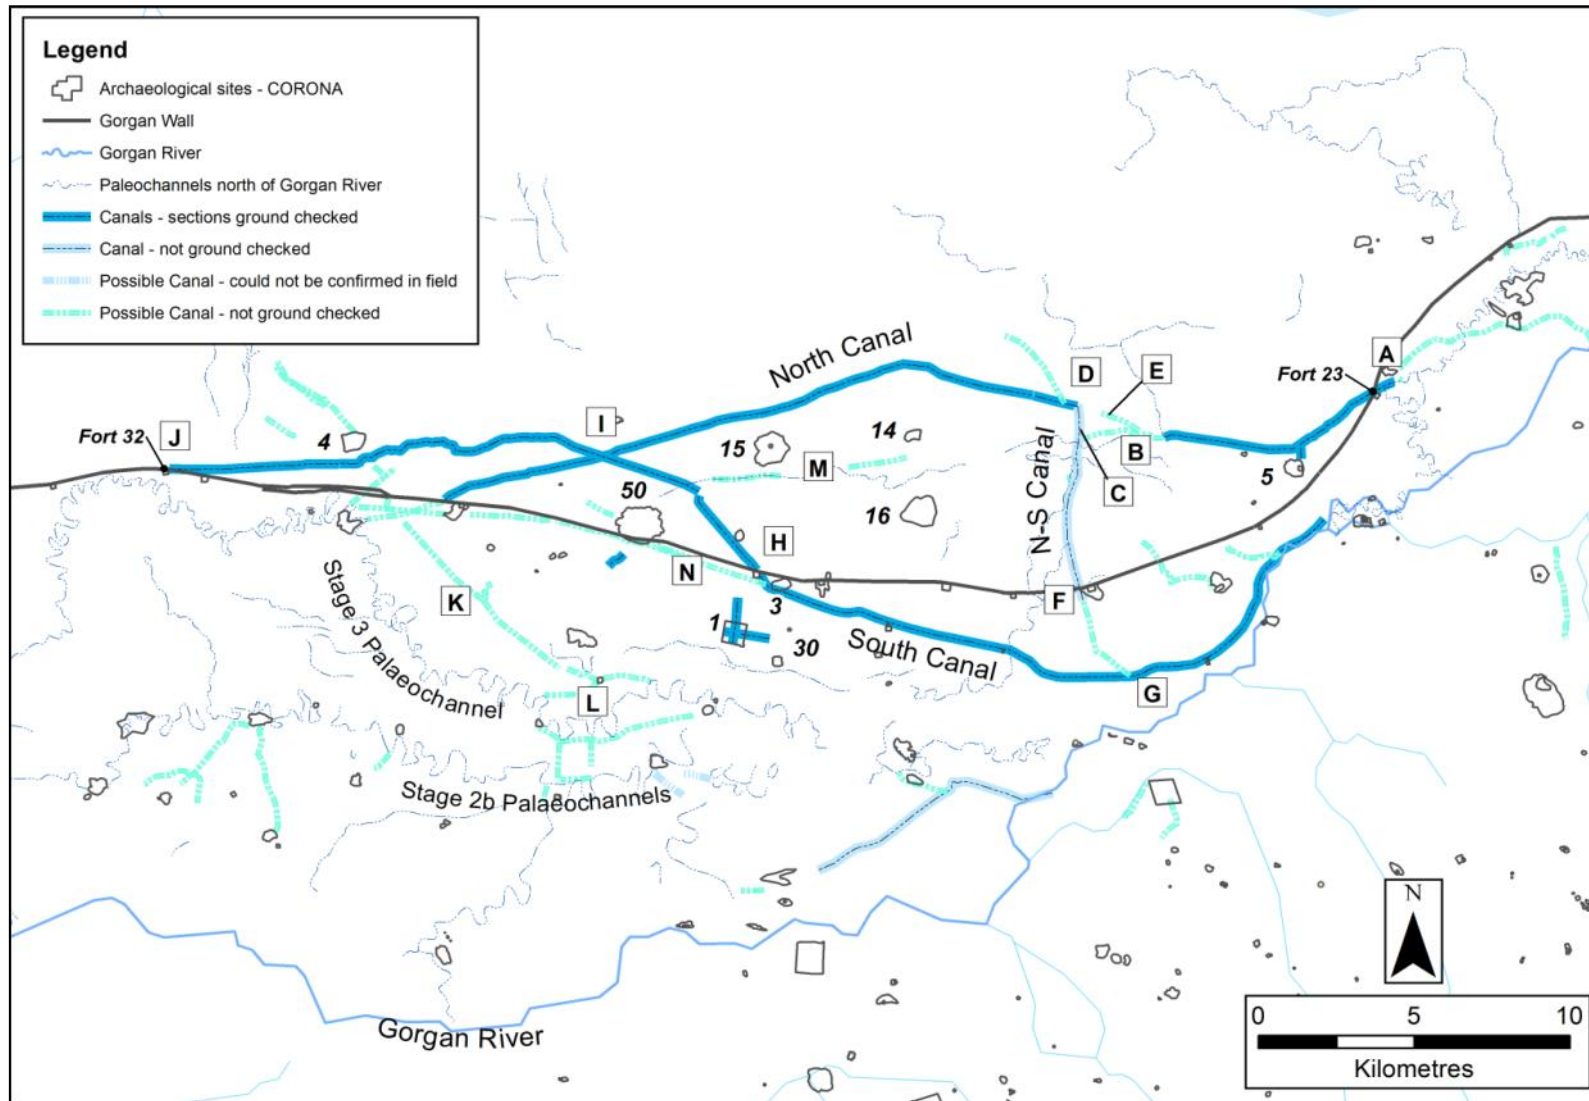 Legend
Archaeological sites - CORONA
Gorgan Wall
Gorgan River
Paleochannels north of Gorgan River
Canals - sections ground checked
Canal - not ground checked
Possible Canal - could not be confirmed in field
Possible Canal - not ground checked
North Canal
A
Fort 23
D
E
I
J
Fort 32
4
15
14
B
5
M
C
50
16
N-S Canal
H
N
F
K
3
1
30
South Canal
Stage 3 Palaeochannel
L
G
Stage 2b Palaeochannels
Gorgan River
N
0 5 10
Kilometres